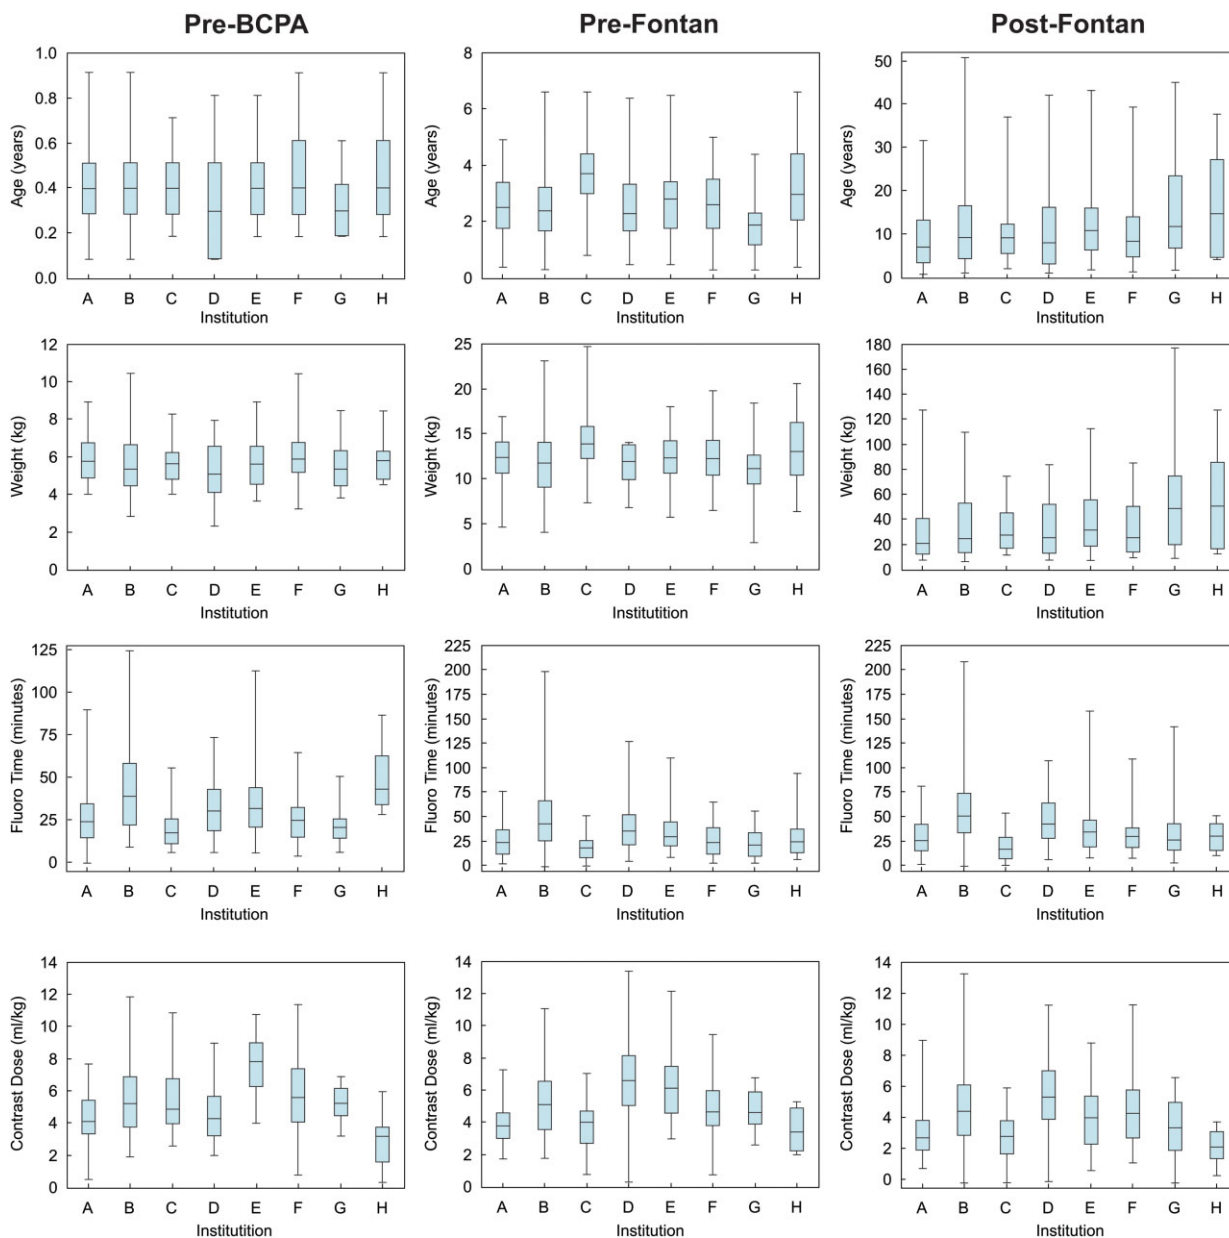 Pre-BCPA Pre-Fontan Post-Fontan
Age (years)
1.0
0.8
0.6
0.4
0.2
0.0
A B C D E F G H
Institution
Age (years)
8
6
4
2
0
A B C D E F G H
Institution
Age (years)
50
40
30
20
10
0
A B C D E F G H
Institution
Weight (kg)
12
10
8
6
4
2
0
A B C D E F G H
Institution
Weight (kg)
25
20
15
10
5
0
A B C D E F G H
Institutition
Weight (kg)
180
160
140
120
100
80
60
40
20
0
A B C D E F G H
Institution
Fluoro Time (minutes)
125
100
75
50
25
0
A B C D E F G H
Institution
Fluoro Time (minutes)
225
200
175
150
125
100
75
50
25
0
A B C D E F G H
Institution
Fluoro Time (minutes)
225
200
175
150
125
100
75
50
25
0
A B C D E F G H
Institution
Contrast Dose (ml/kg)
14
12
10
8
6
4
2
0
A B C D E F G H
Institutition
Contrast Dose (ml/kg)
14
12
10
8
6
4
2
0
A B C D E F G H
Institution
Contrast Dose (ml/kg)
14
12
10
8
6
4
2
0
A B C D E F G H
Institution